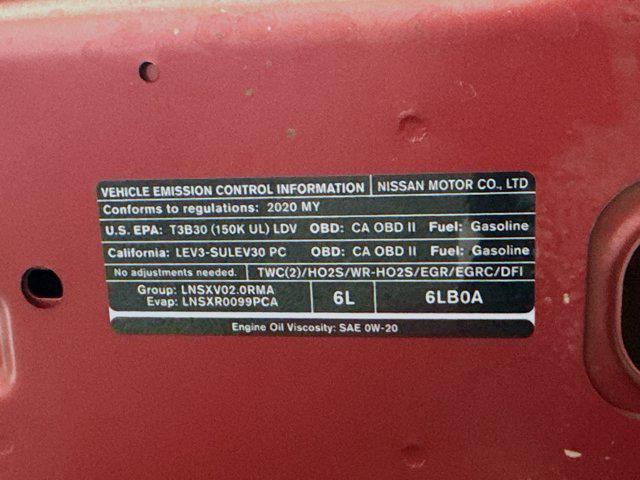 VEHICLE EMISSION CONTROL INFORMATION NISSAN MOTOR CO., LTD
Conforms to regulations: 2020 MY
U.S. EPA: T3B30 (150K UL) LDV OBD: CA OBD II Fuel: Gasoline
California: LEV3-SULEV30 PC OBD: CA OBD II Fuel: Gasoline
No adjustments needed. TWC(2)/HO2S/WR-HO2S/EGR/EGRC/DFI
Group: LNSXV02.0RMA
Evap: LNSXR0099PCA
6L
6LB0A
Engine Oil Viscosity: SAE 0W-20